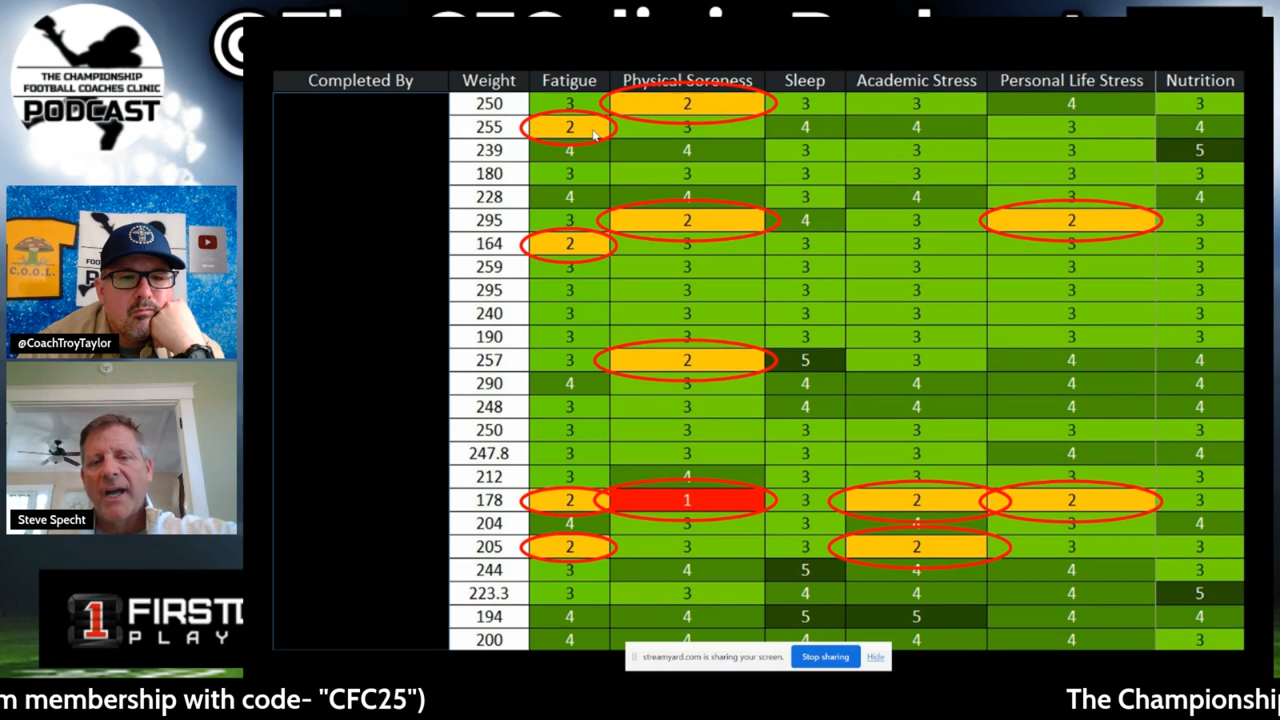 THE CHAMPIONSHIP
FOOTBALL COACHES CLINIC
PODCAST
C.O.O.L.
@CoachTroyTaylor
Steve Specht
1 FIRST
PLAY
Completed By Weight Fatigue Physical Soreness Sleep Academic Stress Personal Life Stress Nutrition
250 3 2 3 3 4 3
255 2 3 4 4 3 4
239 4 4 3 3 3 5
180 3 3 3 3 3 3
228 4 4 3 4 3 4
295 3 2 4 3 2 3
164 2 3 3 3 3 3
259 3 3 3 3 3 3
295 3 3 3 3 3 3
240 3 3 3 3 3 3
190 3 3 3 3 3 3
257 3 2 5 3 4 4
290 4 3 4 4 4 4
248 3 3 4 4 4 4
250 3 3 3 3 3 3
247.8 3 3 3 3 4 4
212 3 4 3 3 3 3
178 2 1 3 2 2 3
204 4 3 3 4 3 4
205 2 3 3 2 3 3
244 3 4 5 4 4 3
223.3 3 3 4 4 4 5
194 4 4 5 5 4 4
200 4 4 4 4 4 3
streamyard.com is sharing your screen. Stop sharing Hide
m membership with code- "CFC25") The Championshi